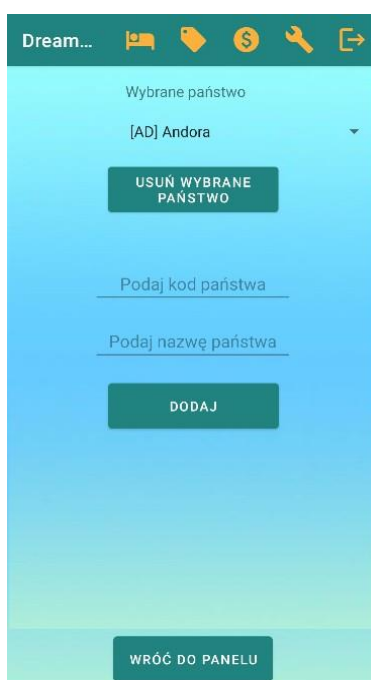 Dream...
Wybrane państwo
[AD] Andora
USUŃ WYBRANE
PAŃSTWO
Podaj kod państwa
Podaj nazwę państwa
DODAJ
WRÓĆ DO PANELU